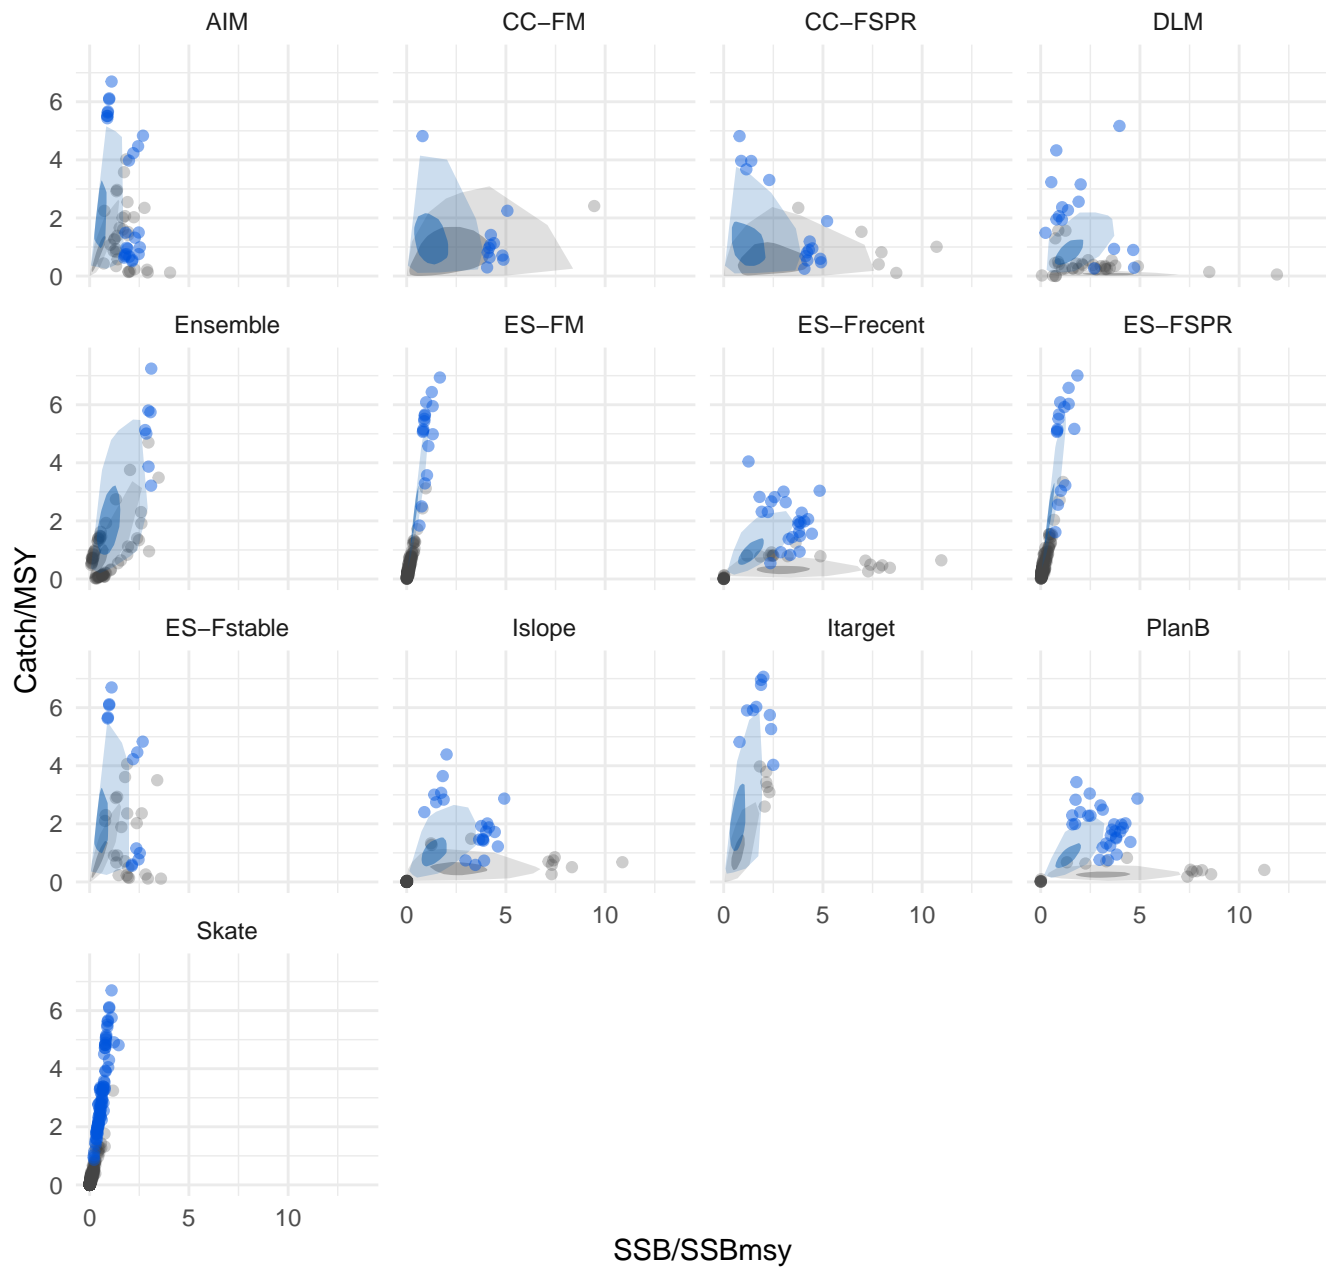 AIM CC−FM CC−FSPR DLM
6
4
2
0
Ensemble ES−FM ES−Frecent ES−FSPR
6
4
2
0
Catch/MSY
ES−Fstable Islope Itarget PlanB
6
4
2
0
0 5 10 0 5 10 0 5 10
Skate
6
4
2
0
0 5 10
SSB/SSBmsy